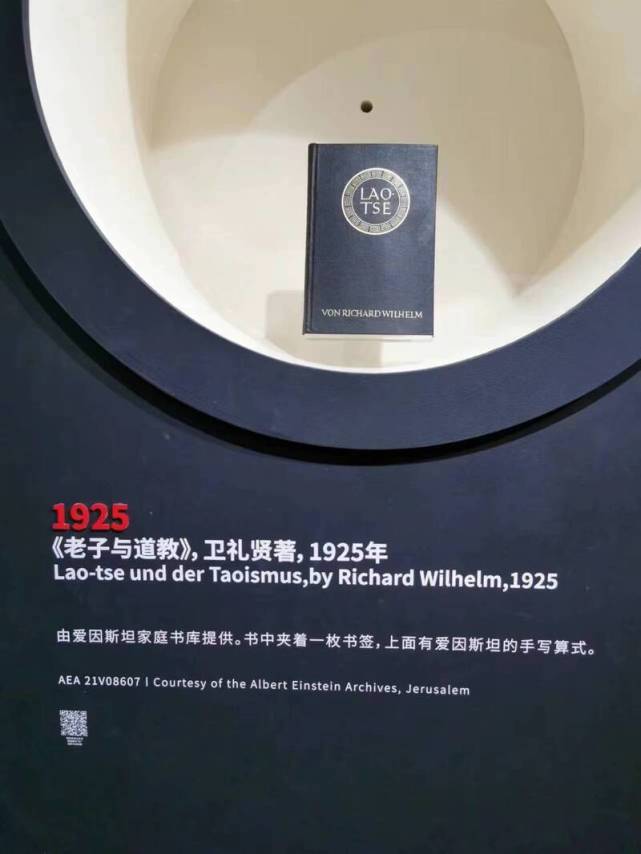 LAO-
TSE
VON RICHARD WILHELM
1925
《老子与道教》，卫礼贤著，1925年
Lao-tse und der Taoismus,by Richard Wilhelm,1925
由爱因斯坦家庭书库提供。书中夹着一枚书签，上面有爱因斯坦的手写算式。
AEA 21V08607 I Courtesy of the Albert Einstein Archives, Jerusalem